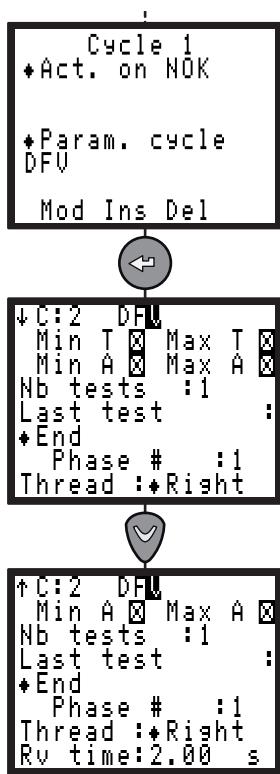 Cycle 1
♦Act. on NOK
♦Param. cycle
DFV
Mod Ins Del
↓C:2 DFV
Min T ☒ Max T ☒
Min A ☒ Max A ☒
Nb tests :1
Last test :
♦End
Phase # :1
Thread :♦Right
↑C:2 DFV
Min A ☒ Max A ☒
Nb tests :1
Last test :
♦End
Phase # :1
Thread :♦Right
Rv time:2.00 s